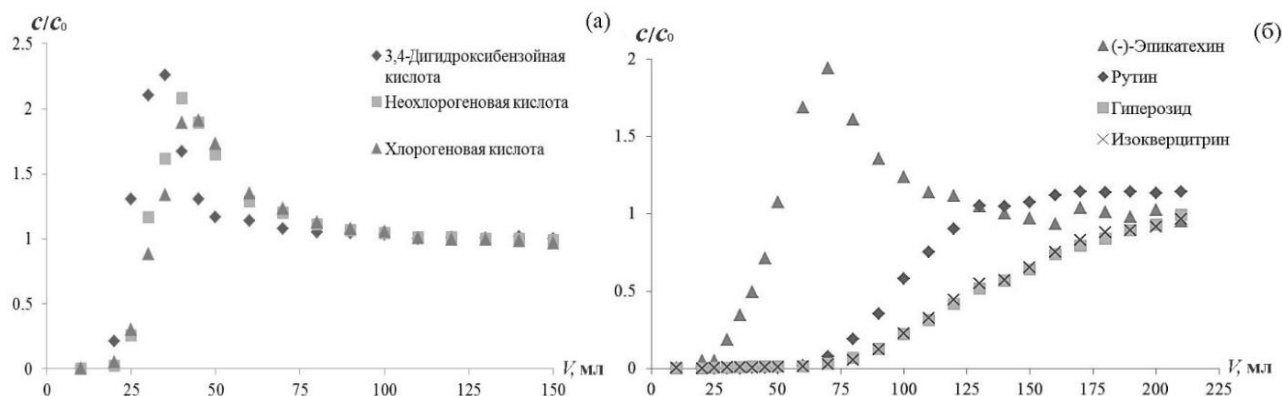 (а)
c/c₀
2.5
2
1.5
1
0.5
0
0
25
50
75
100
125
150
V, мл
3,4-Дигидроксибензойная
кислота
Неохлорогеновая кислота
Хлорогеновая кислота
(б)
c/c₀
2
1.5
1
0.5
0
0
25
50
75
100
125
150
175
200
225
V, мл
(-)-Эпикатехин
Рутин
Гиперозид
Изокверцитрин